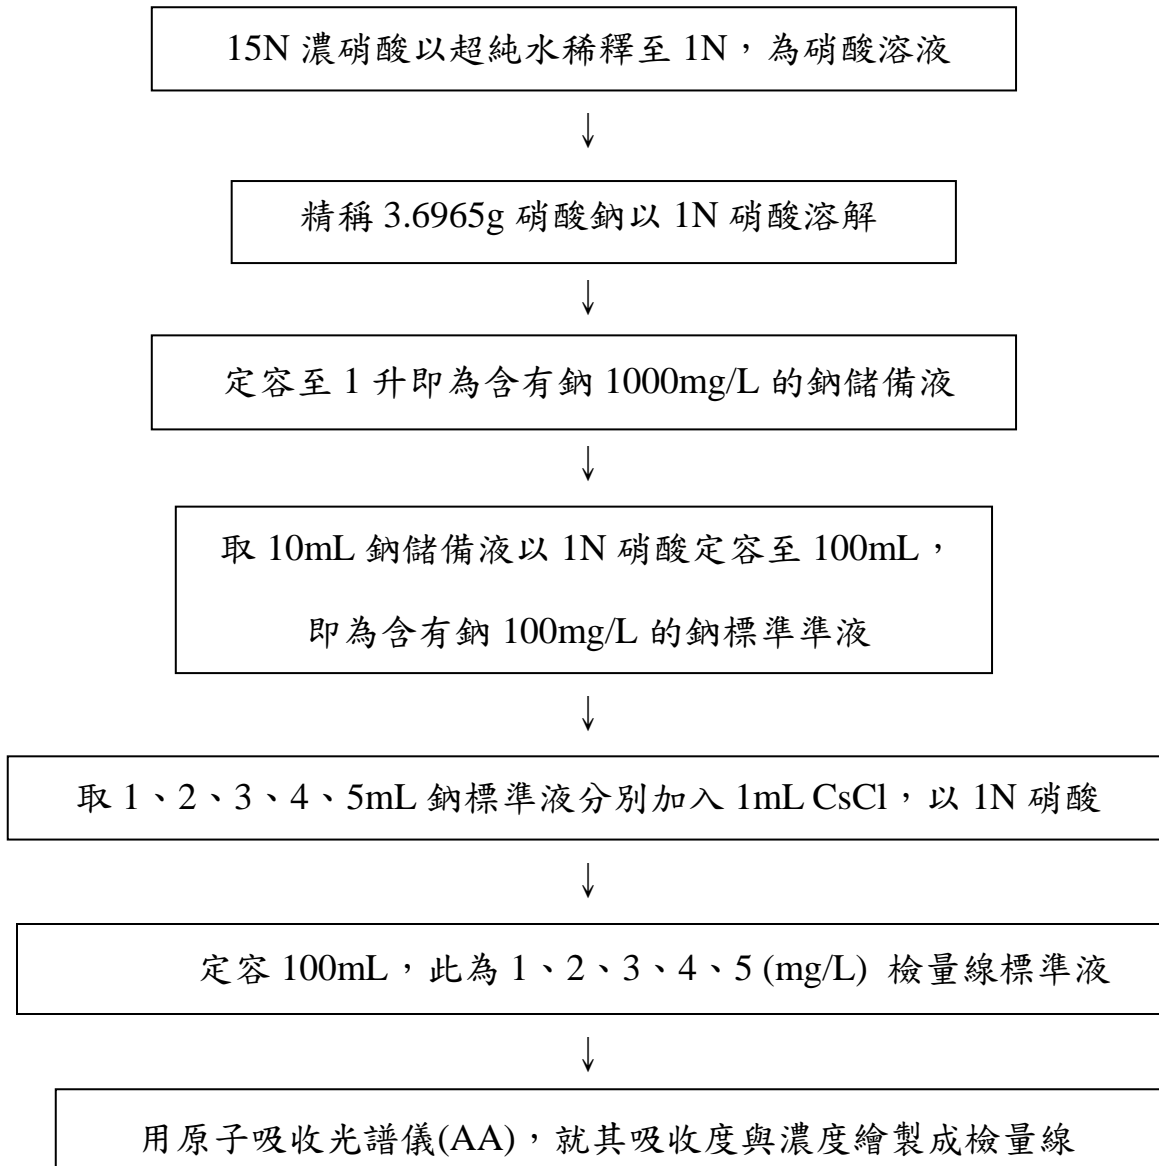 15N 濃硝酸以超純水稀釋至 1N，為硝酸溶液
↓
精稱 3.6965g 硝酸鈉以 1N 硝酸溶解
↓
定容至 1 升即為含有鈉 1000mg/L 的鈉儲備液
↓
取 10mL 鈉儲備液以 1N 硝酸定容至 100mL，
即為含有鈉 100mg/L 的鈉標準準液
↓
取 1、2、3、4、5mL 鈉標準液分別加入 1mL CsCl，以 1N 硝酸
↓
定容 100mL，此為 1、2、3、4、5 (mg/L) 檢量線標準液
↓
用原子吸收光譜儀(AA)，就其吸收度與濃度繪製成檢量線